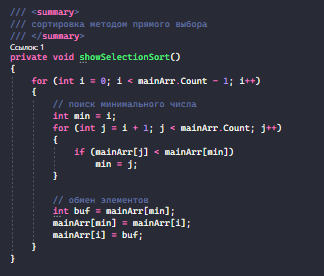 /// <summary>
/// сортировка методом прямого выбора
/// </summary>
Ссылок: 1
private void showSelectionSort()
{
for (int i = 0; i < mainArr.Count - 1; i++)
{
// поиск минимального числа
int min = i;
for (int j = i + 1; j < mainArr.Count; j++)
{
if (mainArr[j] < mainArr[min])
min = j;
}
// обмен элементов
int buf = mainArr[min];
mainArr[min] = mainArr[i];
mainArr[i] = buf;
}
}